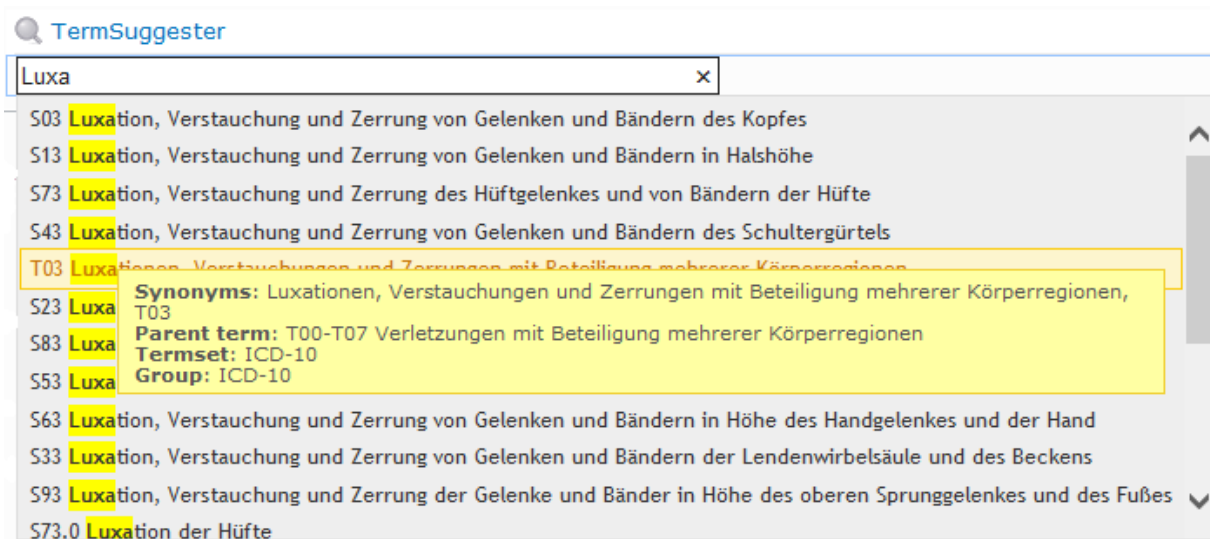 TermSuggester
Luxa ×
S03 Luxation, Verstauchung und Zerrung von Gelenken und Bändern des Kopfes
S13 Luxation, Verstauchung und Zerrung von Gelenken und Bändern in Halshöhe
S73 Luxation, Verstauchung und Zerrung des Hüftgelenkes und von Bändern der Hüfte
S43 Luxation, Verstauchung und Zerrung von Gelenken und Bändern des Schultergürtels
T03 Luxationen, Verstauchungen und Zerrungen mit Beteiligung mehrerer Körperregionen
Synonyms: Luxationen, Verstauchungen und Zerrungen mit Beteiligung mehrerer Körperregionen,
T03
Parent term: T00-T07 Verletzungen mit Beteiligung mehrerer Körperregionen
Termset: ICD-10
Group: ICD-10
S23 Luxa
S83 Luxa
S53 Luxa
S63 Luxation, Verstauchung und Zerrung von Gelenken und Bändern in Höhe des Handgelenkes und der Hand
S33 Luxation, Verstauchung und Zerrung von Gelenken und Bändern der Lendenwirbelsäule und des Beckens
S93 Luxation, Verstauchung und Zerrung der Gelenke und Bänder in Höhe des oberen Sprunggelenkes und des Fußes
S73.0 Luxation der Hüfte